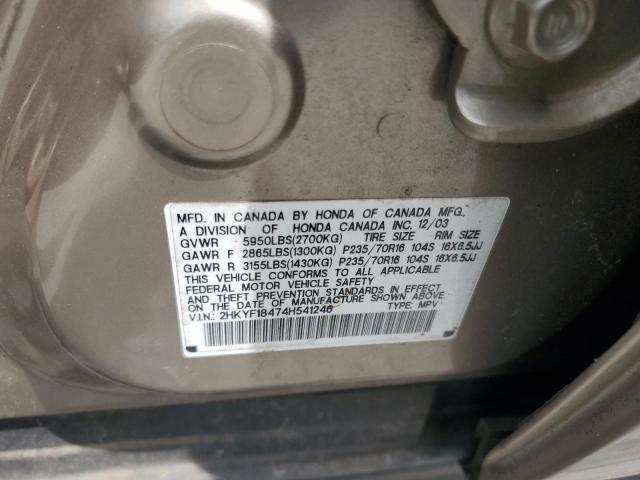 MFD. IN CANADA BY HONDA OF CANADA MFG.,
A DIVISION OF HONDA CANADA INC. 12/03
GVWR 5950LBS(2700KG) TIRE SIZE RIM SIZE
GAWR F 2865LBS(1300KG) P235/70R16 104S 16X6.5JJ
GAWR R 3155LBS(1430KG) P235/70R16 104S 16X6.5JJ
THIS VEHICLE CONFORMS TO ALL APPLICABLE
FEDERAL MOTOR VEHICLE SAFETY
AND THEFT PREVENTION STANDARDS IN EFFECT
ON THE DATE OF MANUFACTURE SHOWN ABOVE.
V.I.N.: 2HKYF18474H541246 TYPE: MPV